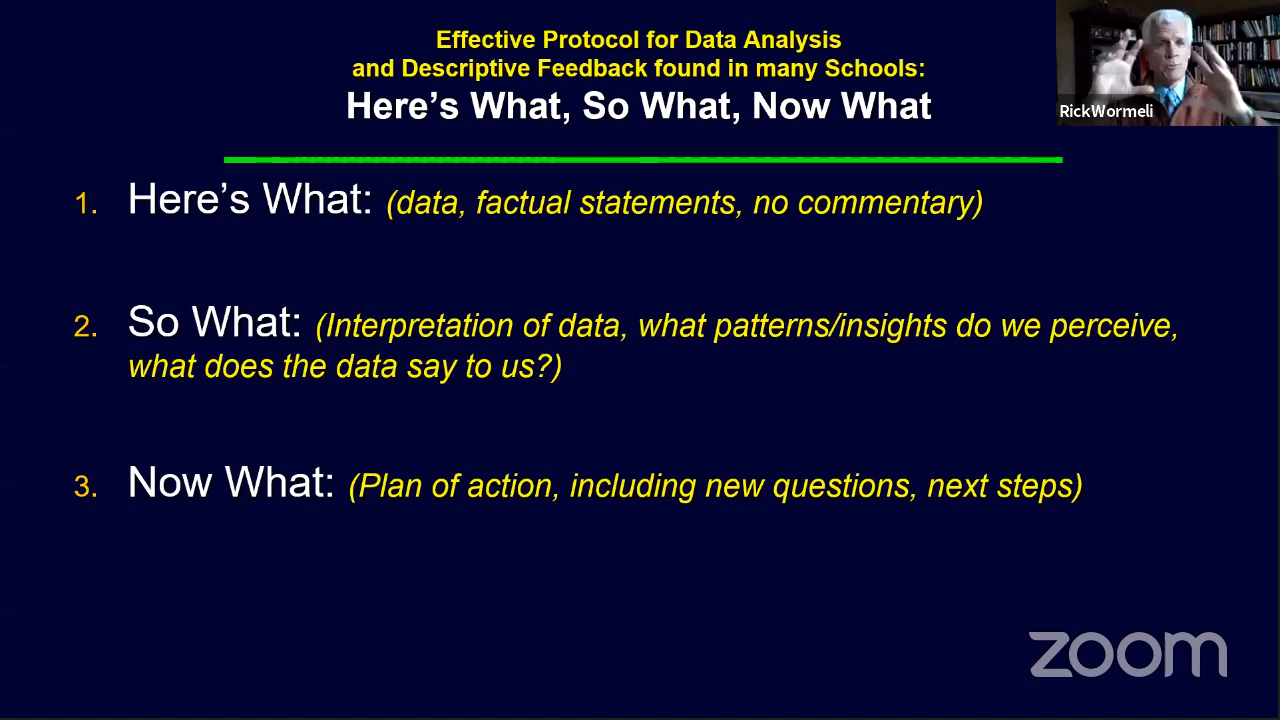 Effective Protocol for Data Analysis
and Descriptive Feedback found in many Schools:
Here's What, So What, Now What
RickWormeli
1. Here's What: (data, factual statements, no commentary)
2. So What: (Interpretation of data, what patterns/insights do we perceive,
what does the data say to us?)
3. Now What: (Plan of action, including new questions, next steps)
zoom